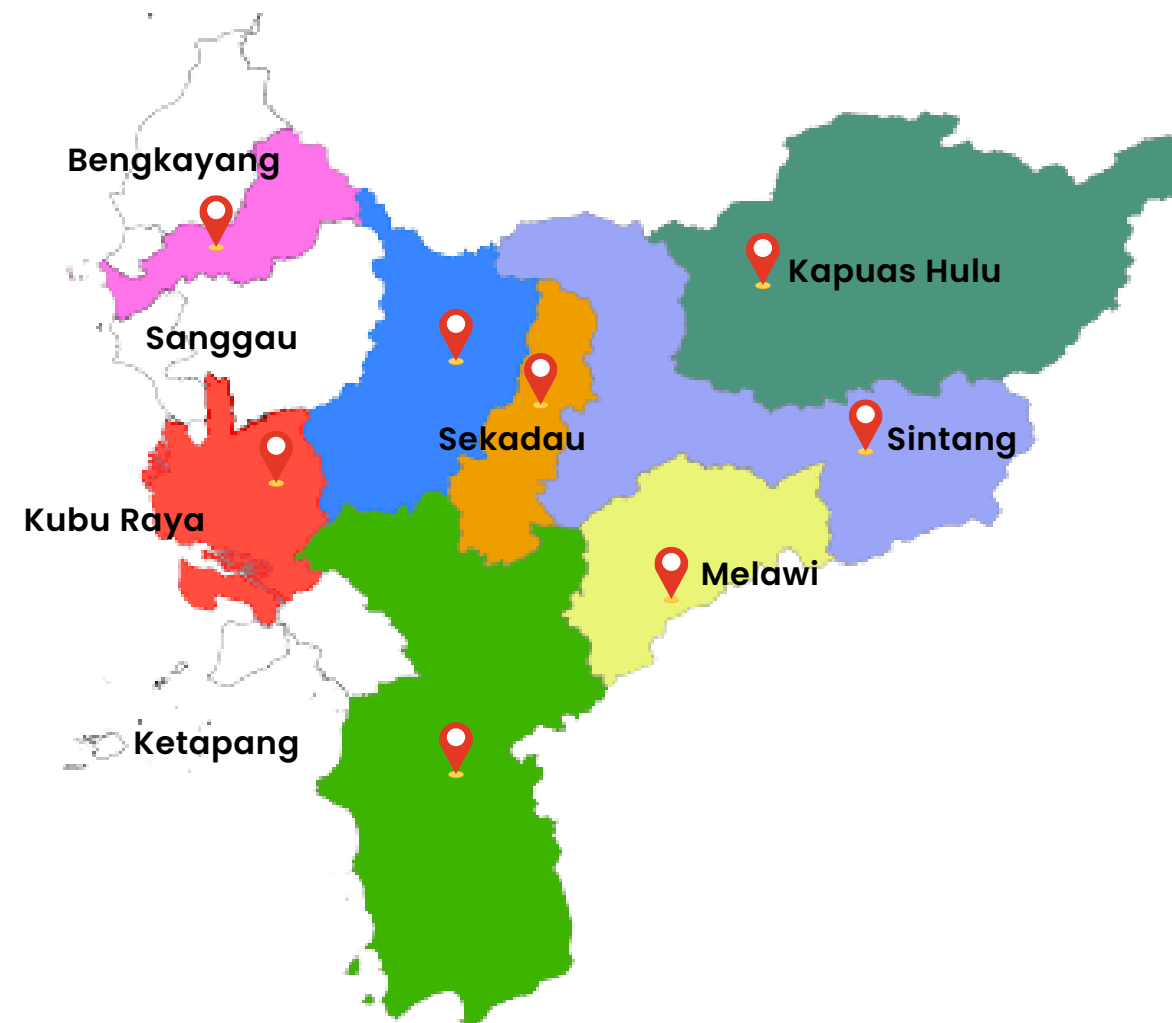 Bengkayang
Kapuas Hulu
Sanggau
Sekadau
Sintang
Kubu Raya
Melawi
Ketapang